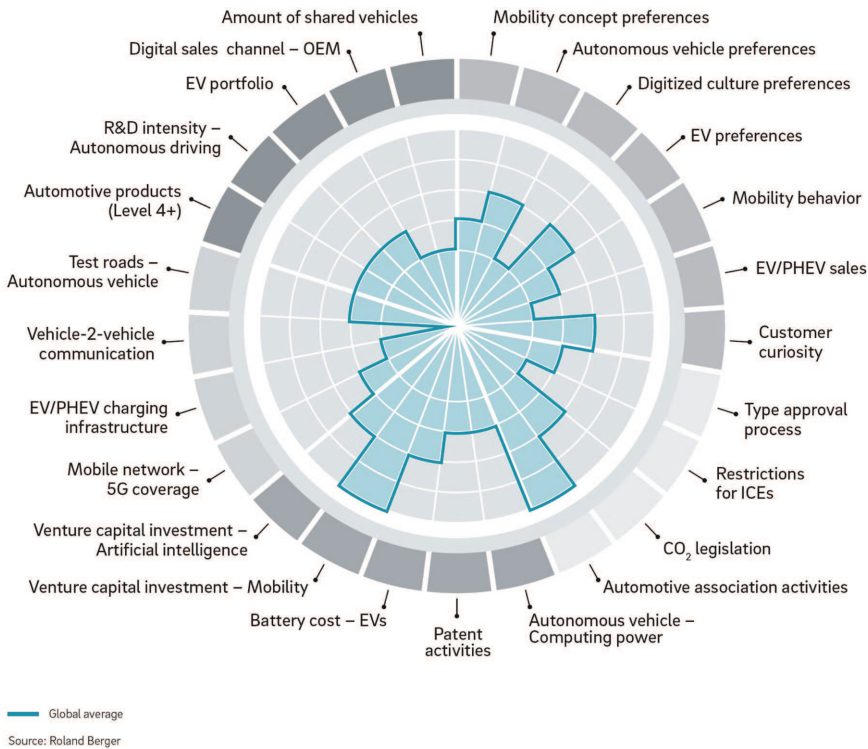 Amount of shared vehicles
Mobility concept preferences
Digital sales channel – OEM
Autonomous vehicle preferences
EV portfolio
Digitized culture preferences
R&D intensity –
Autonomous driving
EV preferences
Automotive products
(Level 4+)
Mobility behavior
Test roads –
Autonomous vehicle
EV/PHEV sales
Vehicle-2-vehicle
communication
Customer
curiosity
EV/PHEV charging
infrastructure
Type approval
process
Mobile network –
5G coverage
Restrictions
for ICEs
Venture capital investment –
Artificial intelligence
CO₂ legislation
Venture capital investment – Mobility
Automotive association activities
Battery cost – EVs
Patent
activities
Autonomous vehicle –
Computing power
Global average
Source: Roland Berger